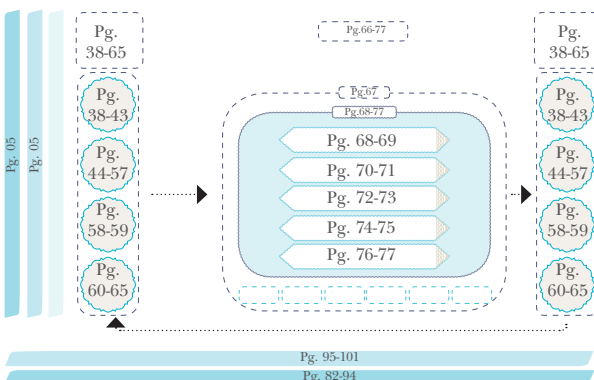 Pg. 05
Pg. 05
Pg.
38-65
Pg.
38-43
Pg.
44-57
Pg.
58-59
Pg.
60-65
Pg.66-77
Pg.67
Pg.68-77
Pg. 68-69
Pg. 70-71
Pg. 72-73
Pg. 74-75
Pg. 76-77
Pg.
38-65
Pg.
38-43
Pg.
44-57
Pg.
58-59
Pg.
60-65
Pg. 95-101
Pg. 82-94